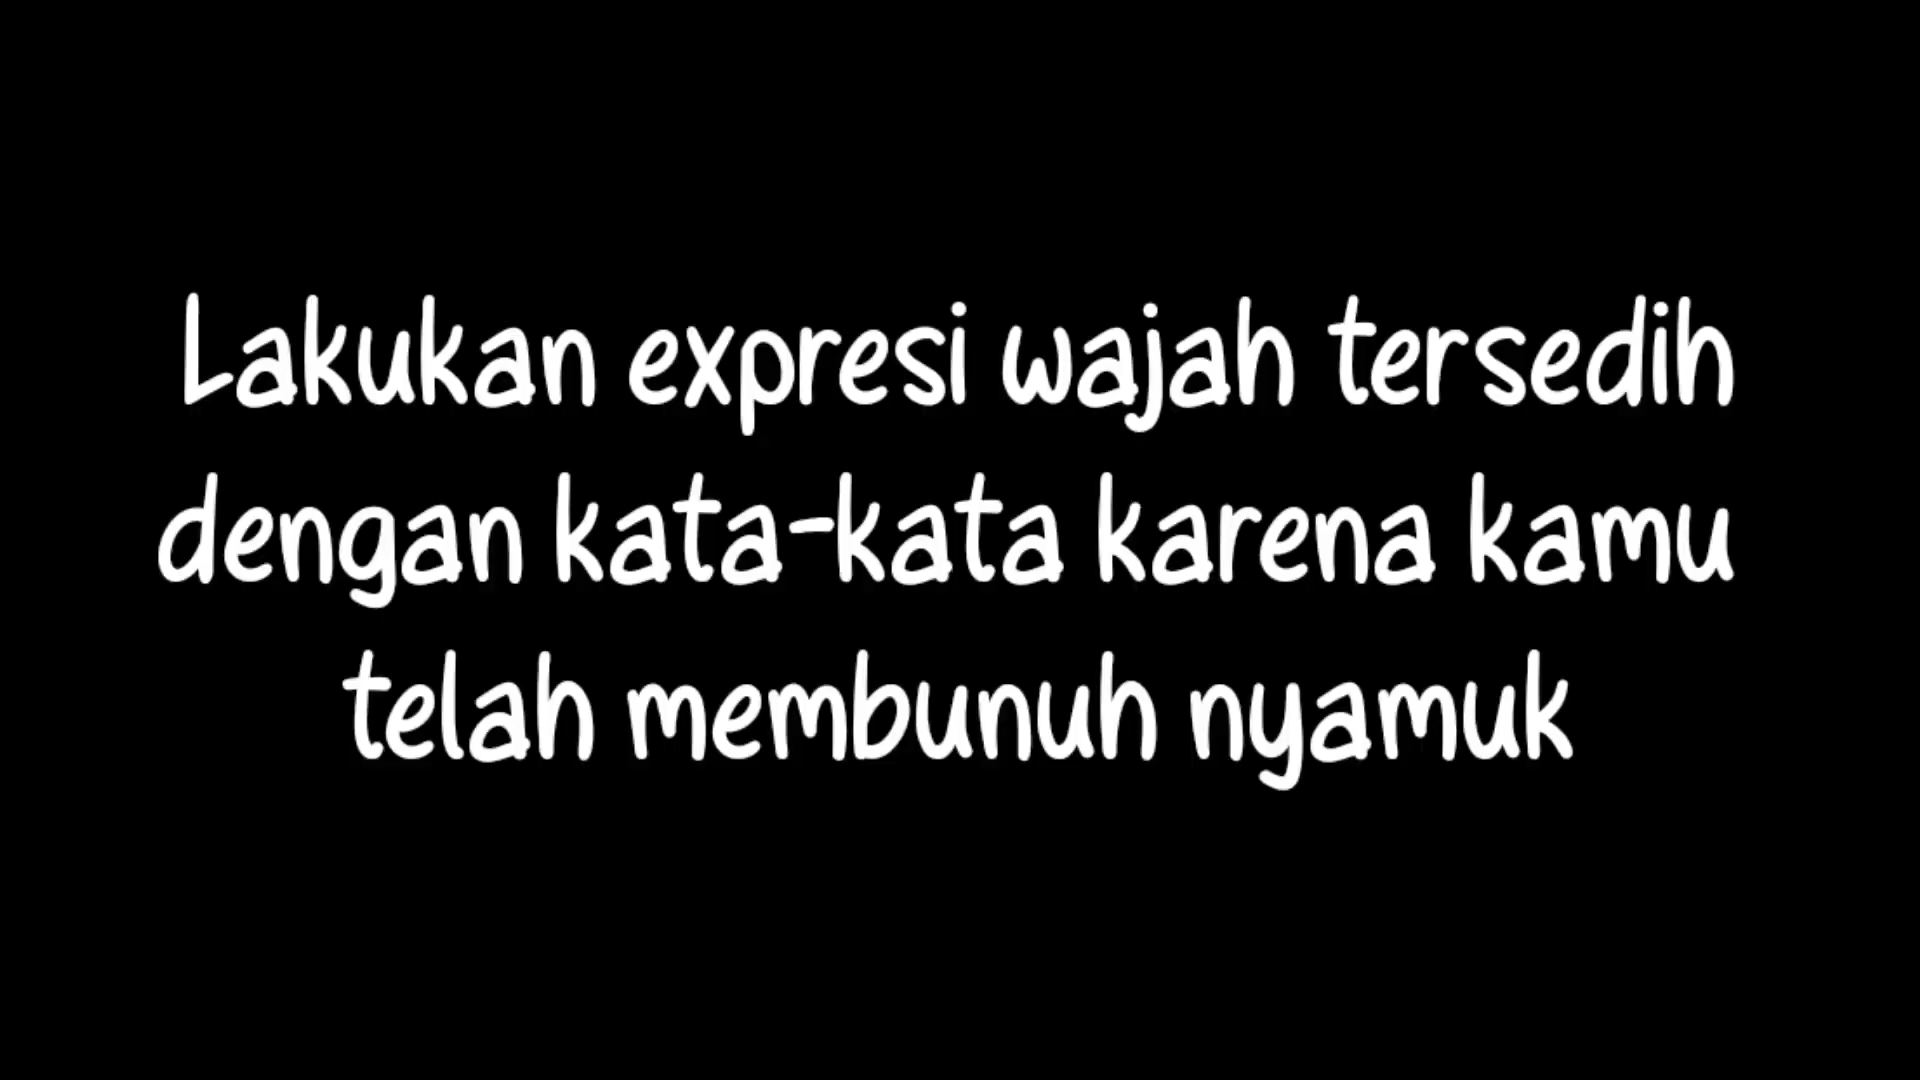 Lakukan expresi wajah tersedih
dengan kata-kata karena kamu
telah membunuh nyamuk